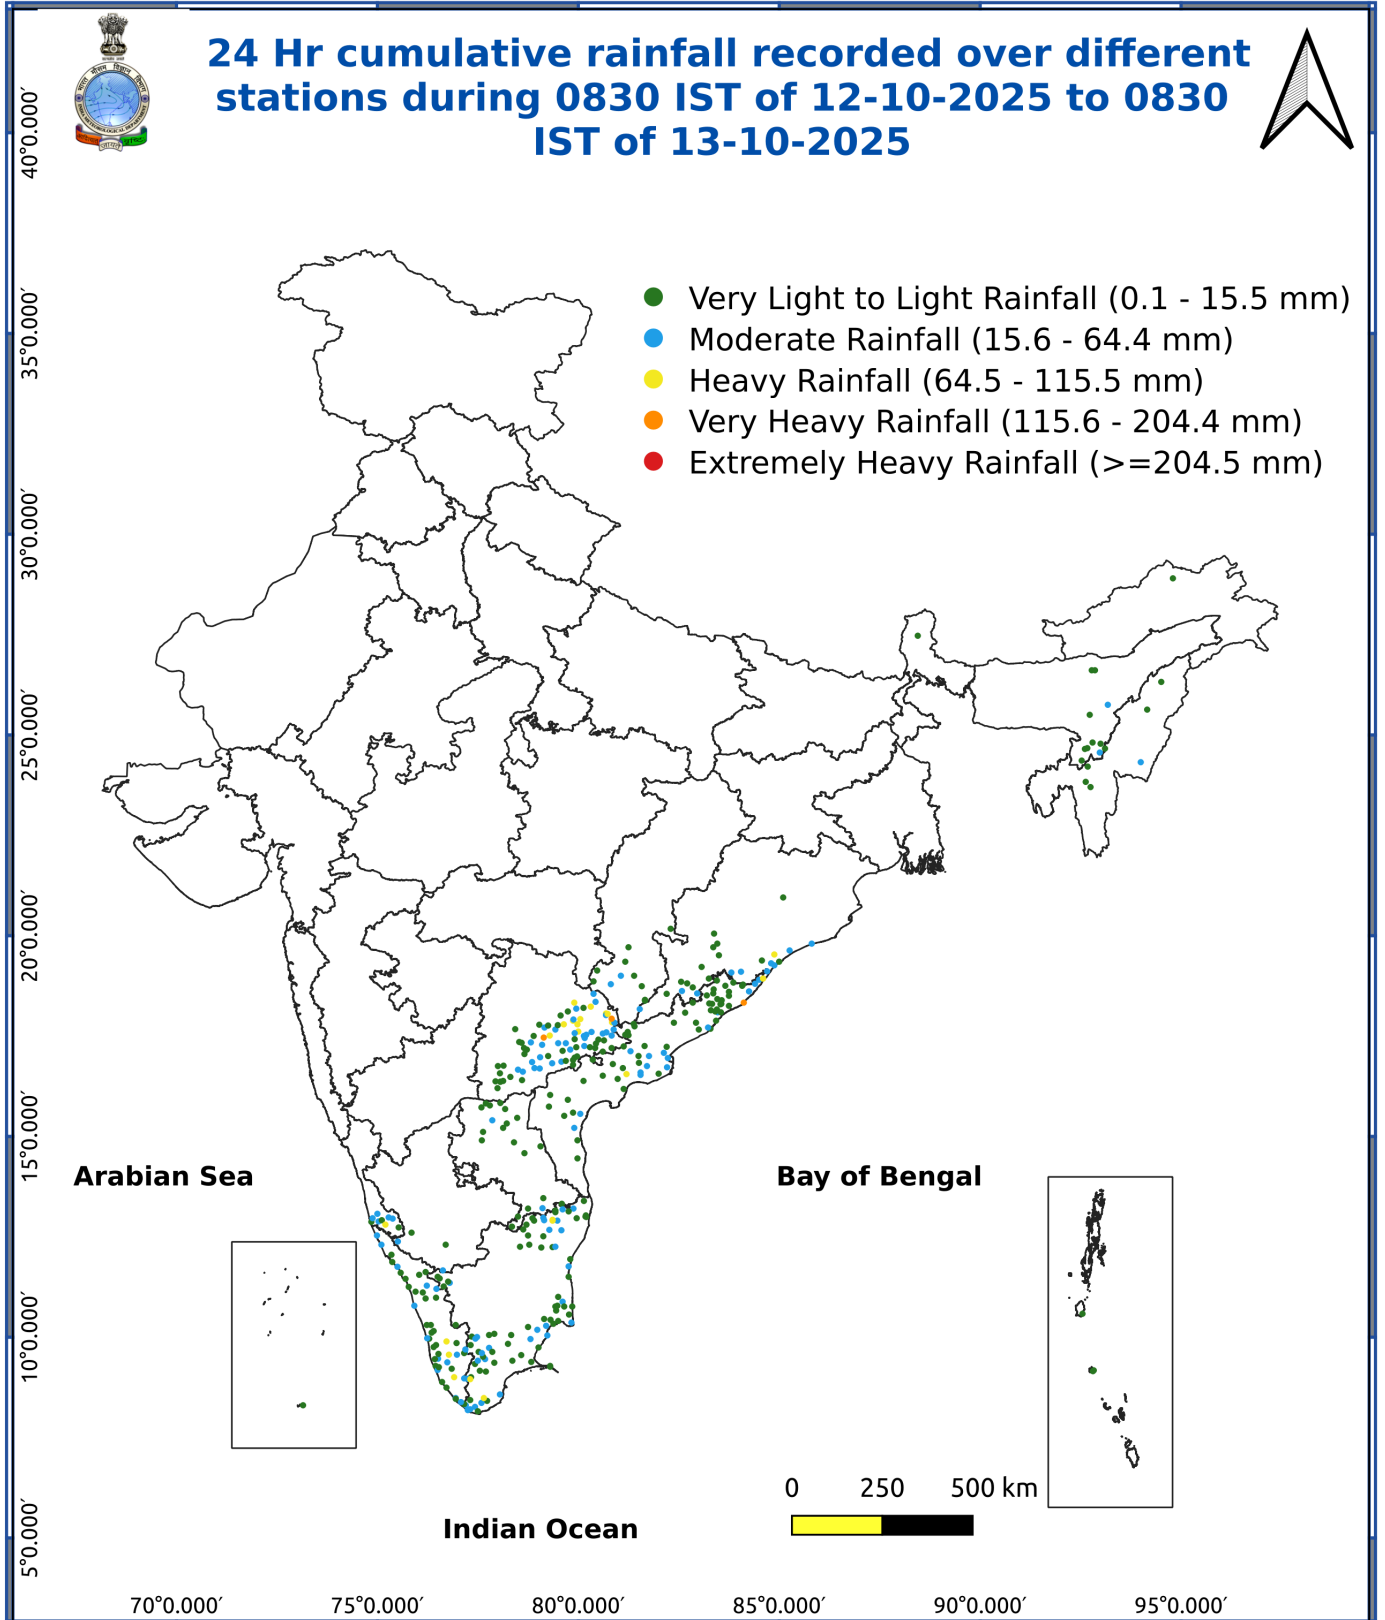 24 Hr cumulative rainfall recorded over different
stations during 0830 IST of 12-10-2025 to 0830
IST of 13-10-2025
Very Light to Light Rainfall (0.1 - 15.5 mm)
Moderate Rainfall (15.6 - 64.4 mm)
Heavy Rainfall (64.5 - 115.5 mm)
Very Heavy Rainfall (115.6 - 204.4 mm)
Extremely Heavy Rainfall (>=204.5 mm)
40°0.000′
35°0.000′
30°0.000′
25°0.000′
20°0.000′
15°0.000′
10°0.000′
5°0.000′
Arabian Sea
Bay of Bengal
Indian Ocean
0 250 500 km
70°0.000′ 75°0.000′ 80°0.000′ 85°0.000′ 90°0.000′ 95°0.000′